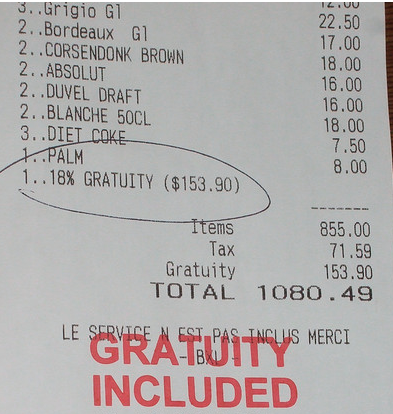 12.00
3..Grigio Gl 22.50
2..Bordeaux Gl 17.00
2..CORSENDONK BROWN 18.00
2..ABSOLUT 16.00
2..DUVEL DRAFT 16.00
2..BLANCHE 50CL 18.00
3..DIET COKE 7.50
1..PALM 8.00
1..18% GRATUITY ($153.90)
--------
Items 855.00
Tax 71.59
Gratuity 153.90
TOTAL 1080.49
LE SERVICE N EST PAS INCLUS MERCI
- BXL -
GRATUITY
INCLUDED